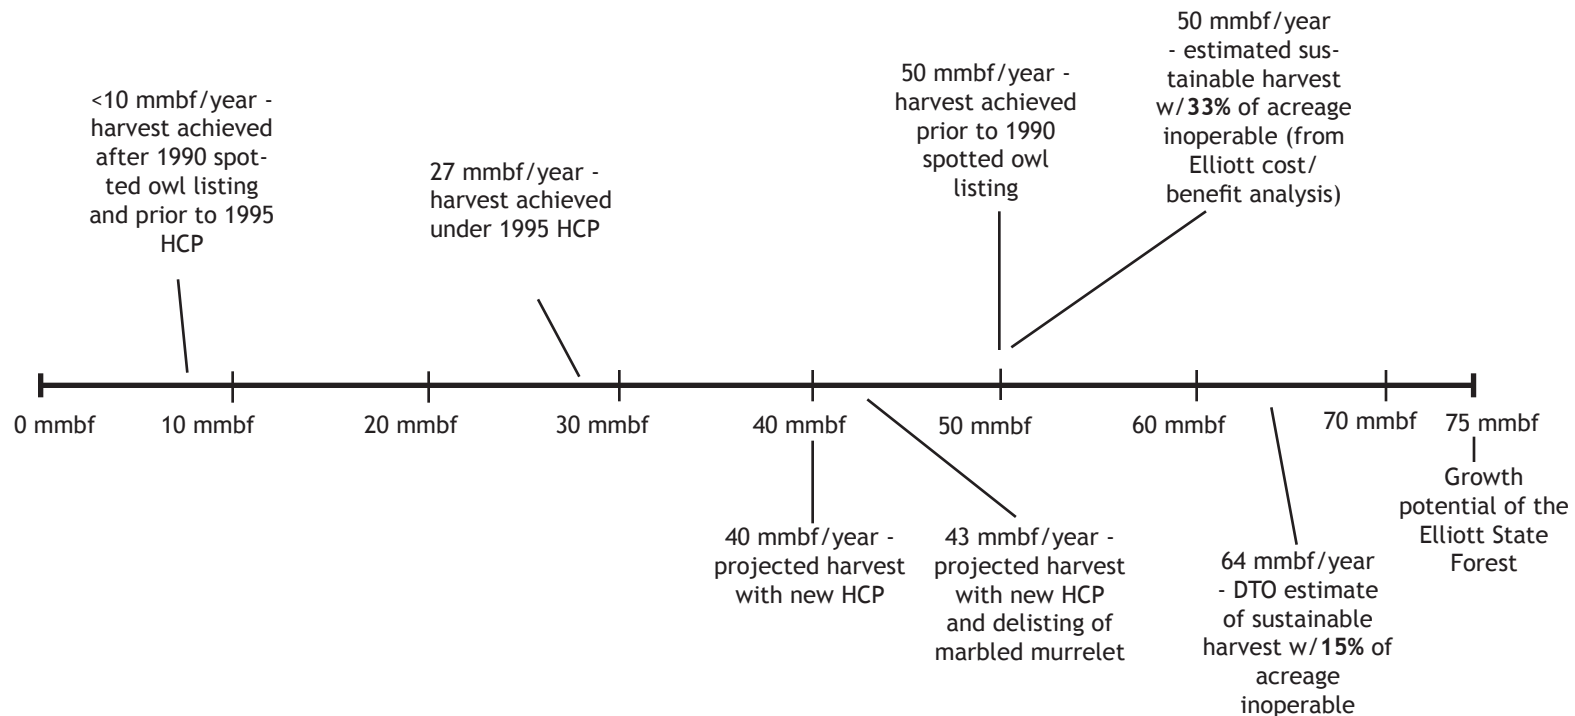 50 mmbf/year
- estimated sus-
tainable harvest
w/33% of acreage
inoperable (from
Elliott cost/
benefit analysis)
50 mmbf/year -
harvest achieved
prior to 1990
spotted owl
listing
<10 mmbf/year -
harvest achieved
after 1990 spot-
ted owl listing
and prior to 1995
HCP
27 mmbf/year -
harvest achieved
under 1995 HCP
0 mmbf
10 mmbf
20 mmbf
30 mmbf
40 mmbf
50 mmbf
60 mmbf
70 mmbf
75 mmbf
Growth
potential of the
Elliott State
Forest
40 mmbf/year -
projected harvest
with new HCP
43 mmbf/year -
projected harvest
with new HCP
and delisting of
marbled murrelet
64 mmbf/year
- DTO estimate
of sustainable
harvest w/15% of
acreage
inoperable